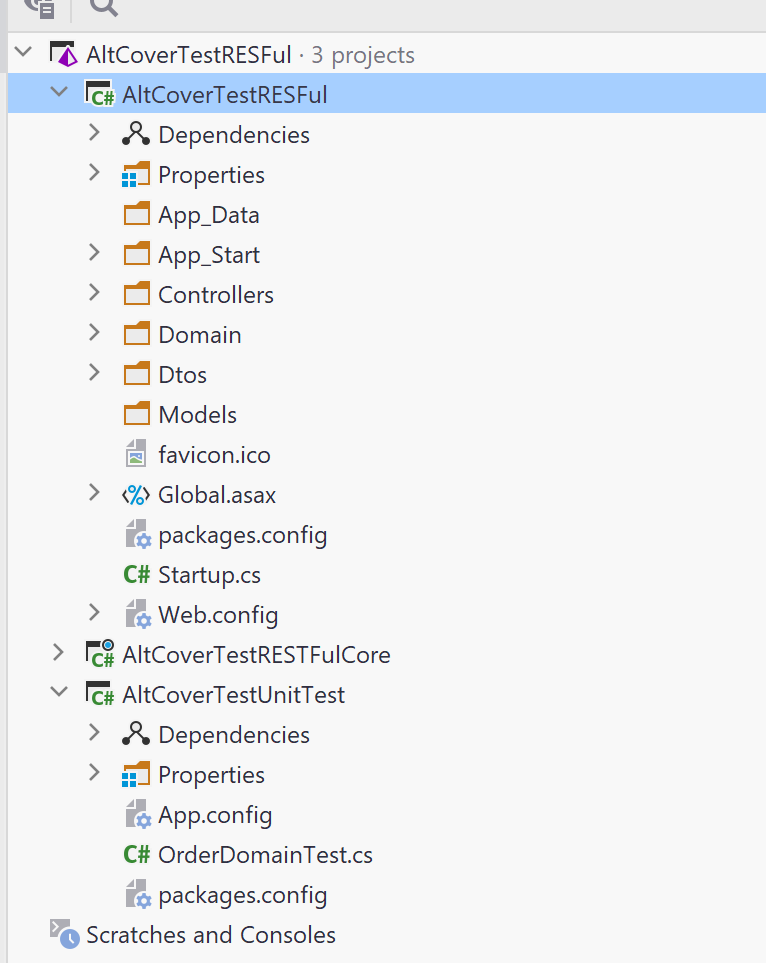 AltCoverTestRESFul · 3 projects
C# AltCoverTestRESFul
Dependencies
Properties
App_Data
App_Start
Controllers
Domain
Dtos
Models
favicon.ico
Global.asax
packages.config
C# Startup.cs
Web.config
C# AltCoverTestRESTFulCore
C# AltCoverTestUnitTest
Dependencies
Properties
App.config
C# OrderDomainTest.cs
packages.config
Scratches and Consoles